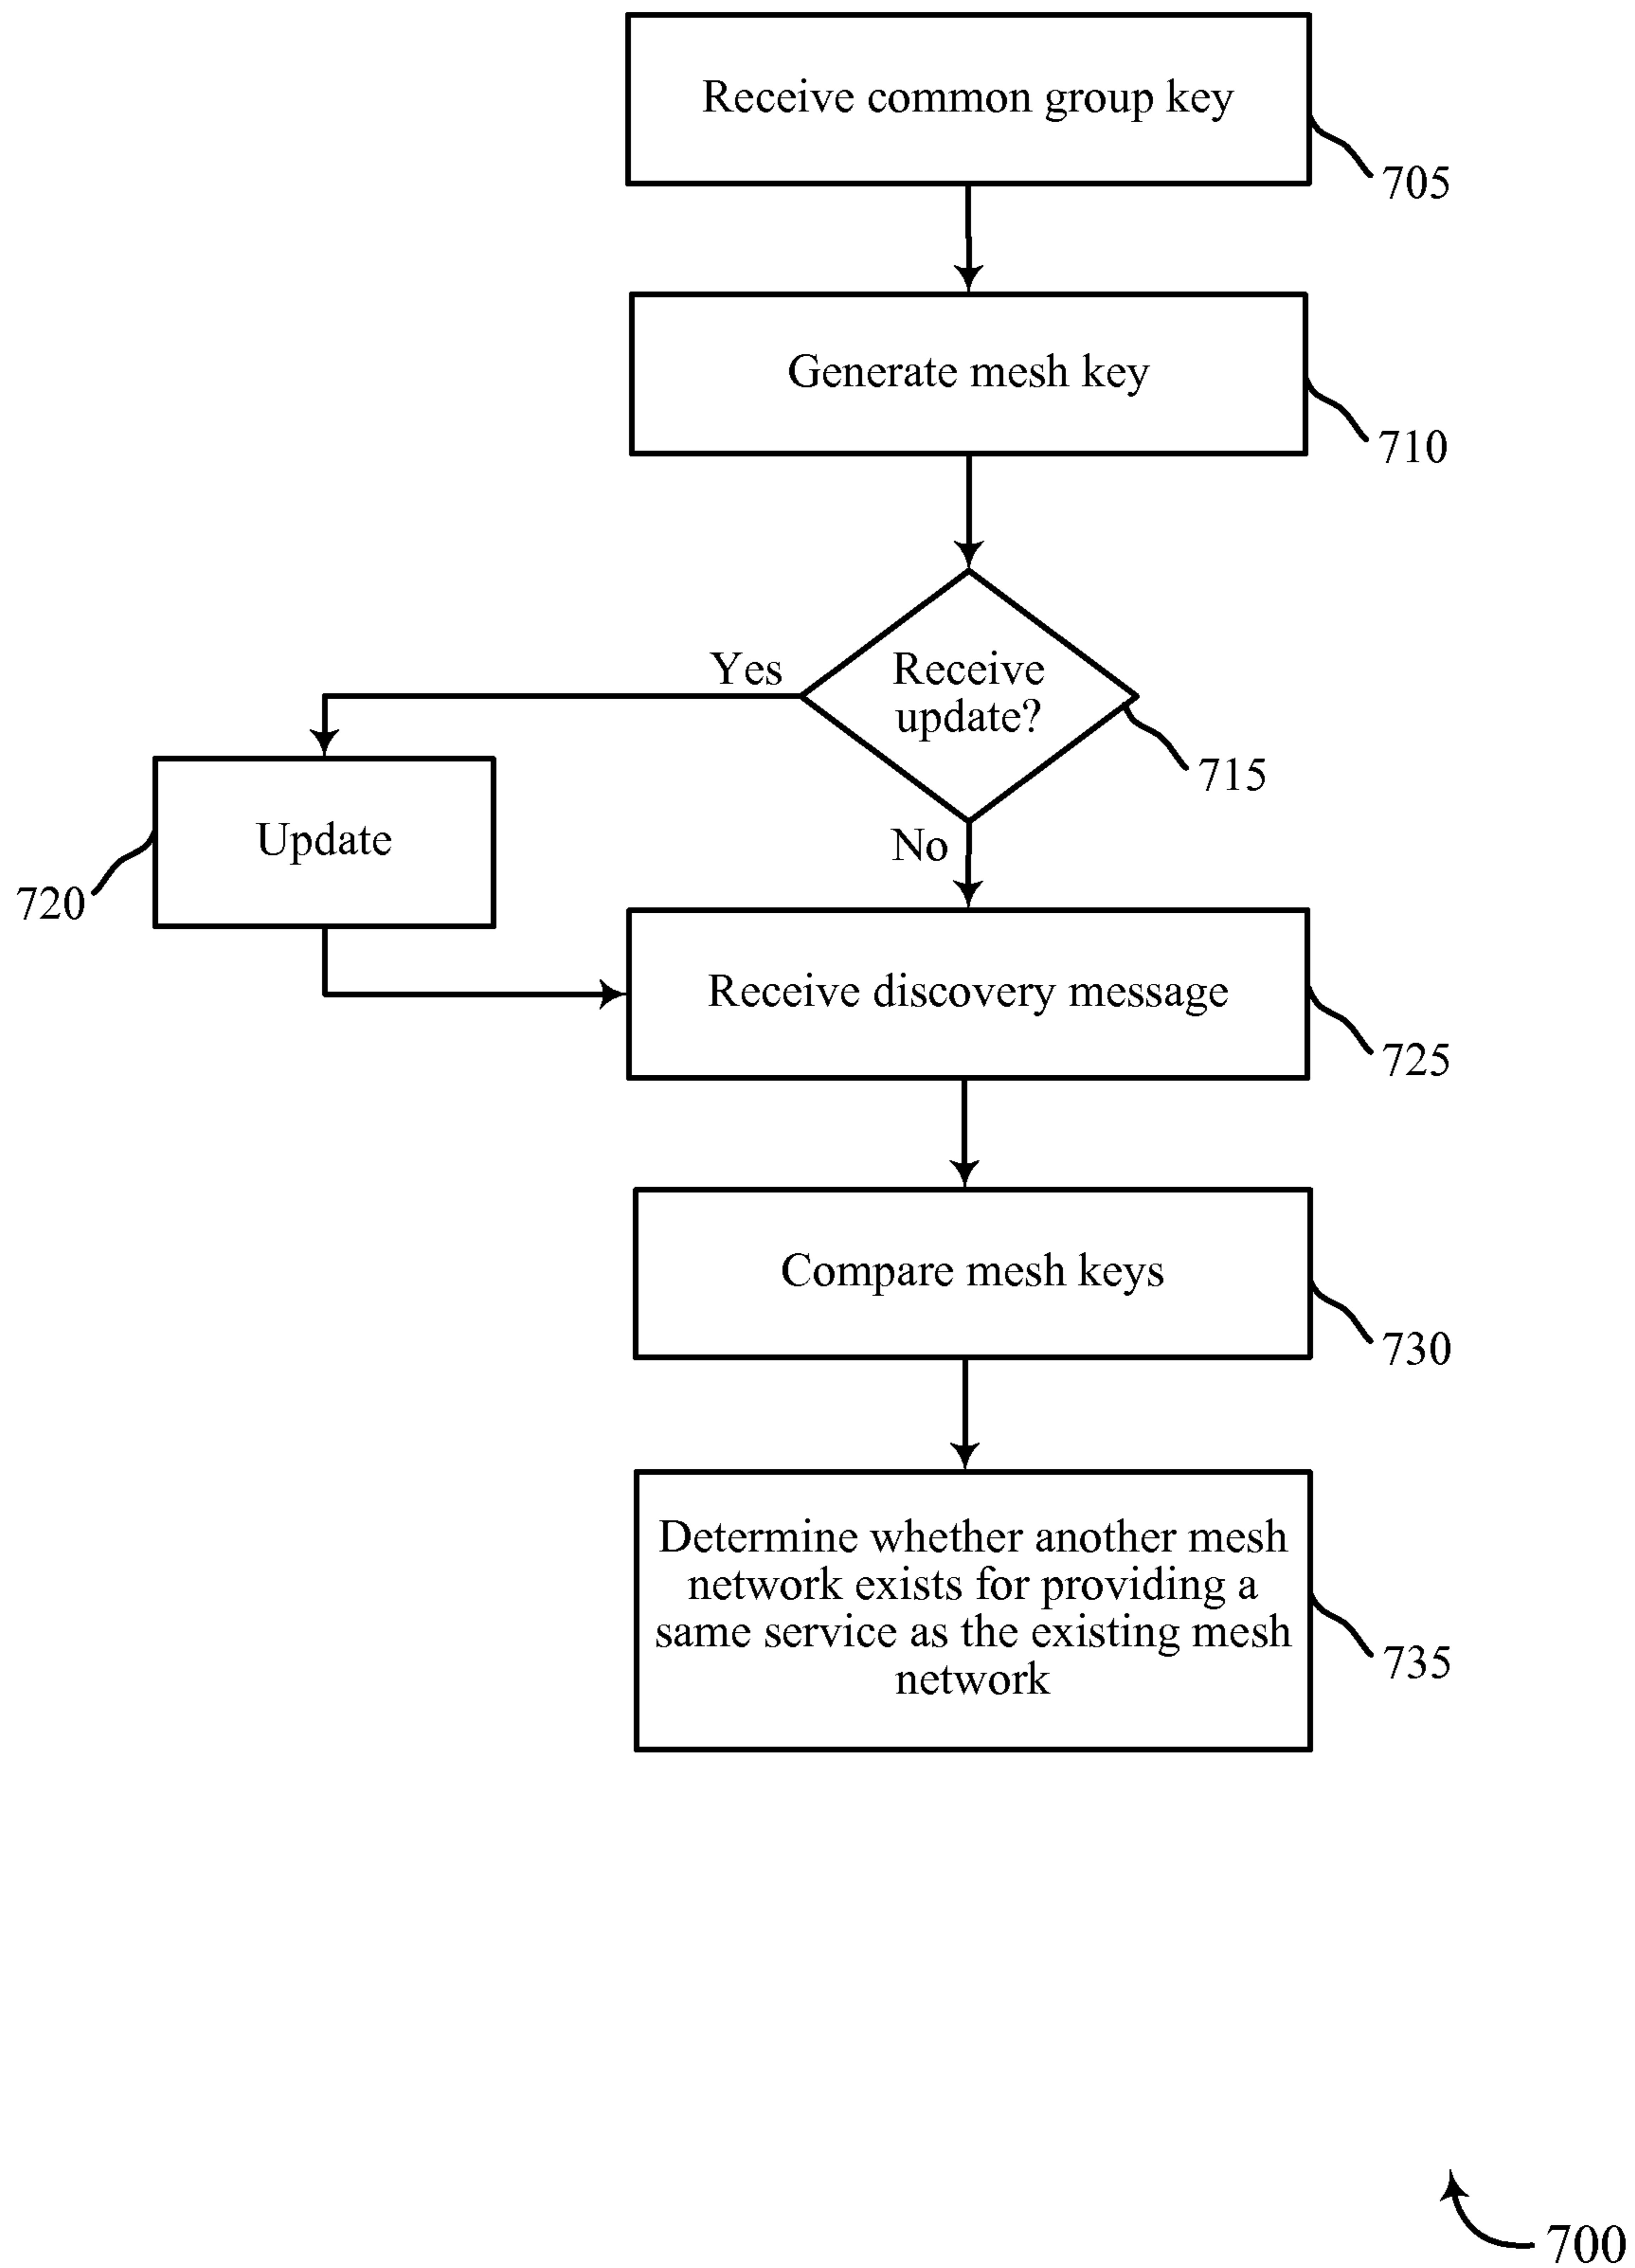 Receive common group key
705
Generate mesh key
710
Yes
Receive
update?
715
Update
720
No
Receive discovery message
725
Compare mesh keys
730
Determine whether another mesh
network exists for providing a
same service as the existing mesh
network
735
700